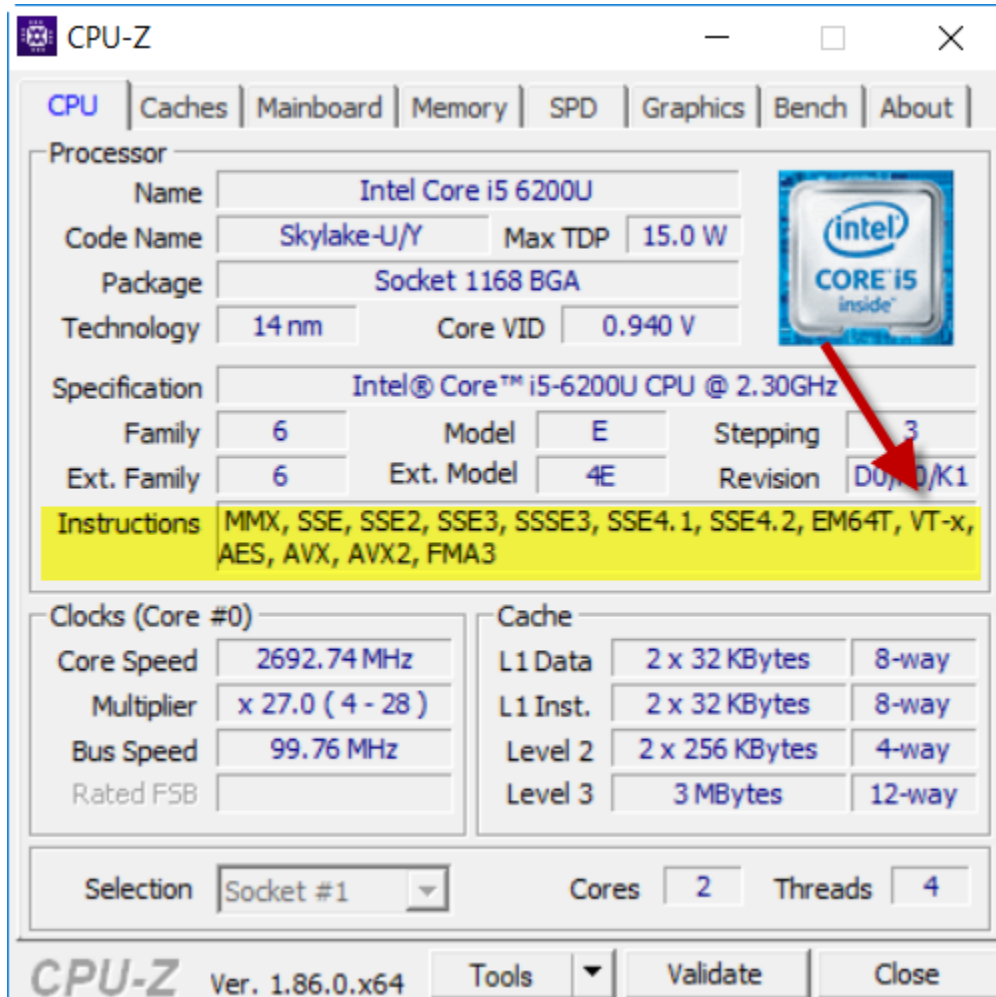 CPU-Z
CPU Caches Mainboard Memory SPD Graphics Bench About
Processor
Name Intel Core i5 6200U
Code Name Skylake-U/Y Max TDP 15.0 W
Package Socket 1168 BGA
Technology 14 nm Core VID 0.940 V
intel
CORE i5
inside
Specification Intel® Core™ i5-6200U CPU @ 2.30GHz
Family 6 Model E Stepping 3
Ext. Family 6 Ext. Model 4E Revision
Instructions MMX, SSE, SSE2, SSE3, SSSE3, SSE4.1, SSE4.2, EM64T, VT-x,
AES, AVX, AVX2, FMA3
Clocks (Core #0) Cache
Core Speed 2692.74 MHz L1 Data 2 x 32 KBytes 8-way
Multiplier x 27.0 ( 4 - 28 ) L1 Inst. 2 x 32 KBytes 8-way
Bus Speed 99.76 MHz Level 2 2 x 256 KBytes 4-way
Rated FSB Level 3 3 MBytes 12-way
Selection Socket #1 Cores 2 Threads 4
CPU-Z Ver. 1.86.0.x64 Tools Validate Close